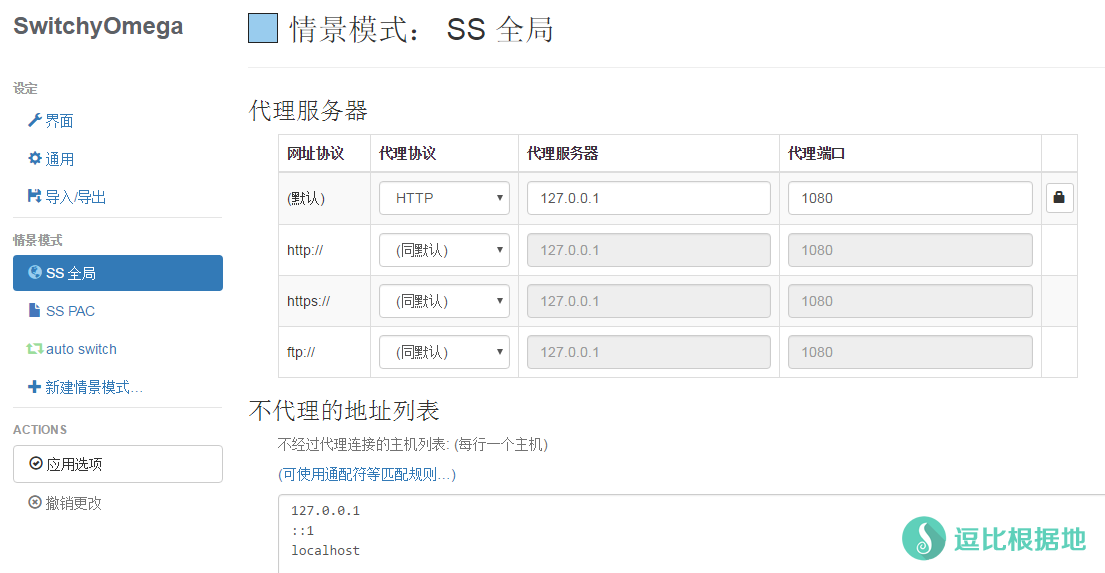 SwitchyOmega
设定
界面
通用
导入/导出
情景模式
SS 全局
SS PAC
auto switch
新建情景模式…
ACTIONS
应用选项
撤销更改
情景模式： SS 全局
代理服务器
网址协议 代理协议 代理服务器 代理端口
(默认) HTTP 127.0.0.1 1080
http:// (同默认) 127.0.0.1 1080
https:// (同默认) 127.0.0.1 1080
ftp:// (同默认) 127.0.0.1 1080
不代理的地址列表
不经过代理连接的主机列表: (每行一个主机)
(可使用通配符等匹配规则…)
127.0.0.1
::1
localhost
逗比根据地